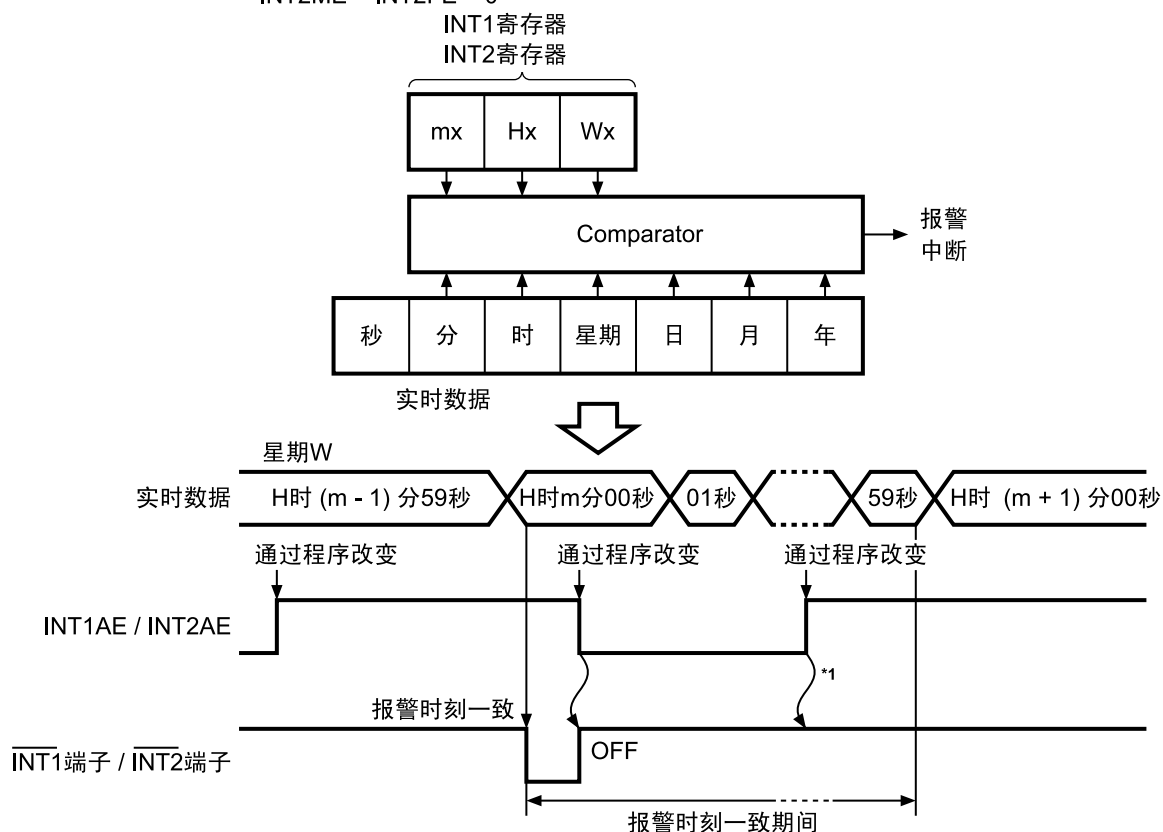 INT1寄存器
INT2寄存器
mx Hx Wx
Comparator
报警
中断
秒 分 时 星期 日 月 年
实时数据
星期W
实时数据
H时 (m - 1) 分59秒 H时m分00秒 01秒 59秒 H时 (m + 1) 分00秒
通过程序改变 通过程序改变 通过程序改变
INT1AE / INT2AE
*1
报警时刻一致
OFF
INT1端子 / INT2端子
报警时刻一致期间